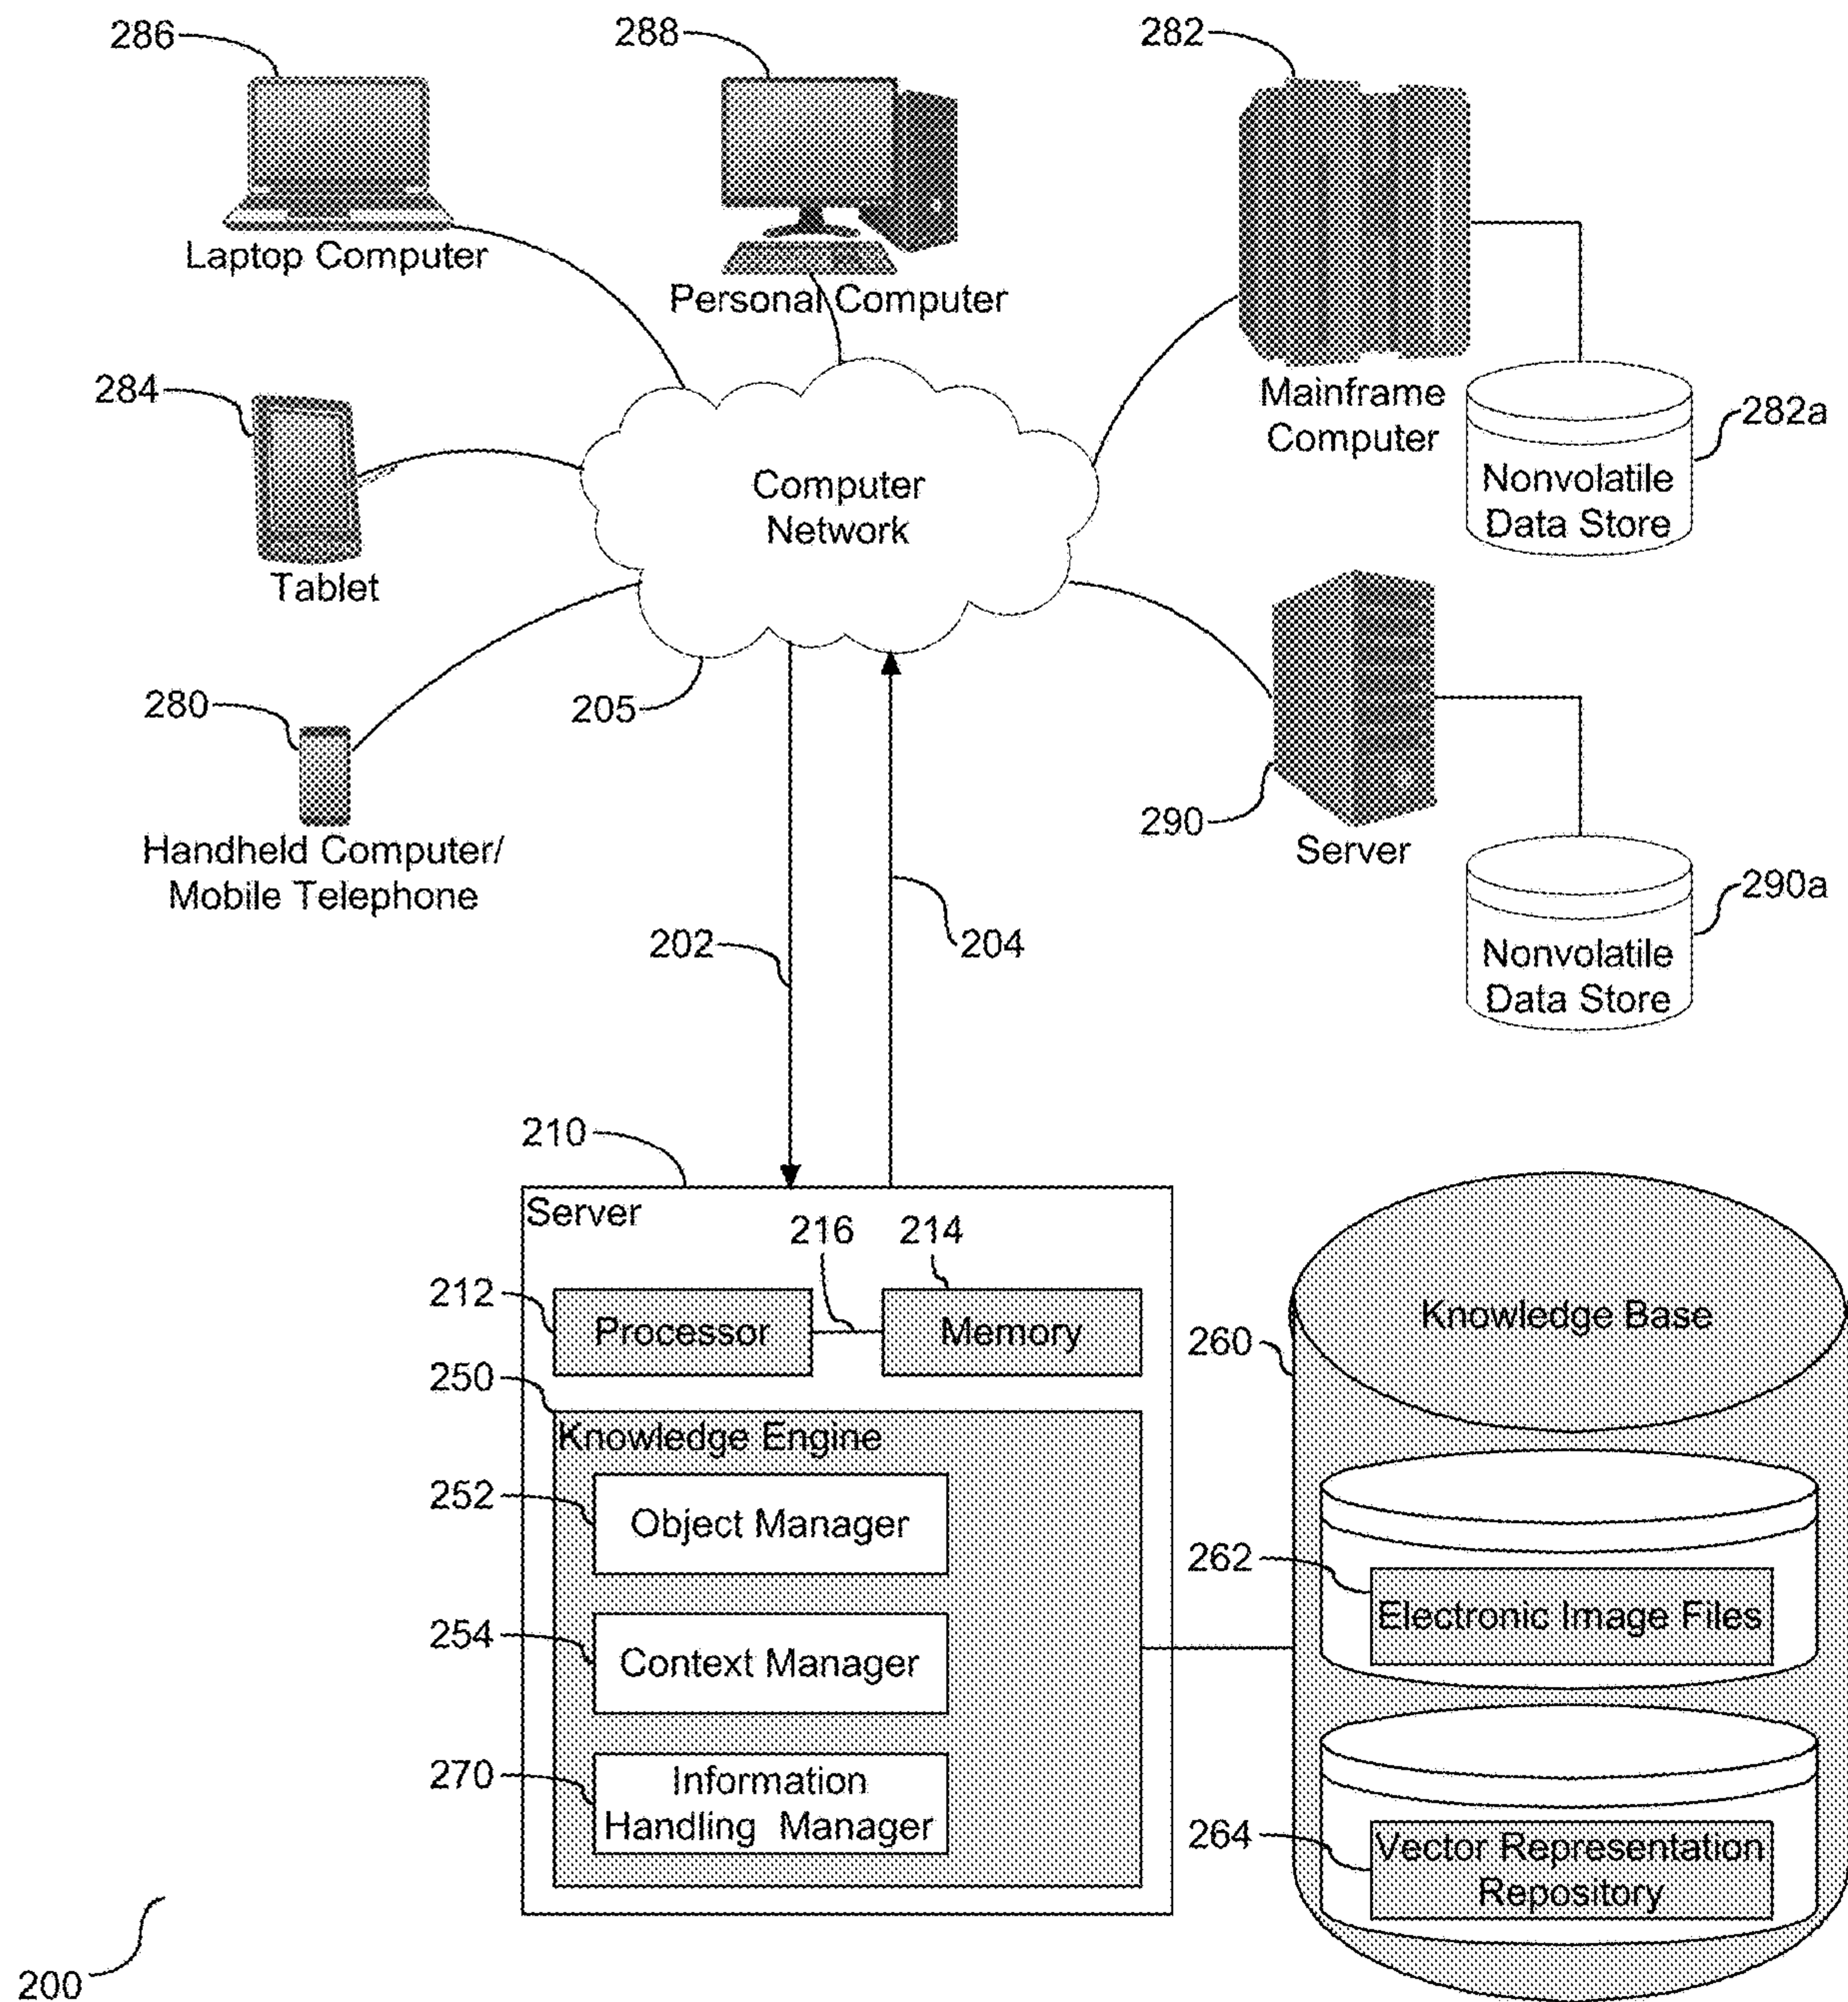 286
288
282
Laptop Computer
Personal Computer
284
Mainframe
Computer
282a
Nonvolatile
Data Store
Computer
Network
Tablet
280
205
290
Server
Handheld Computer/
Mobile Telephone
290a
202
204
Nonvolatile
Data Store
210
Server
216
214
212
Processor
Memory
Knowledge Base
260
250
Knowledge Engine
252
Object Manager
262
Electronic Image Files
254
Context Manager
270
Information
Handling Manager
264
Vector Representation
Repository
200